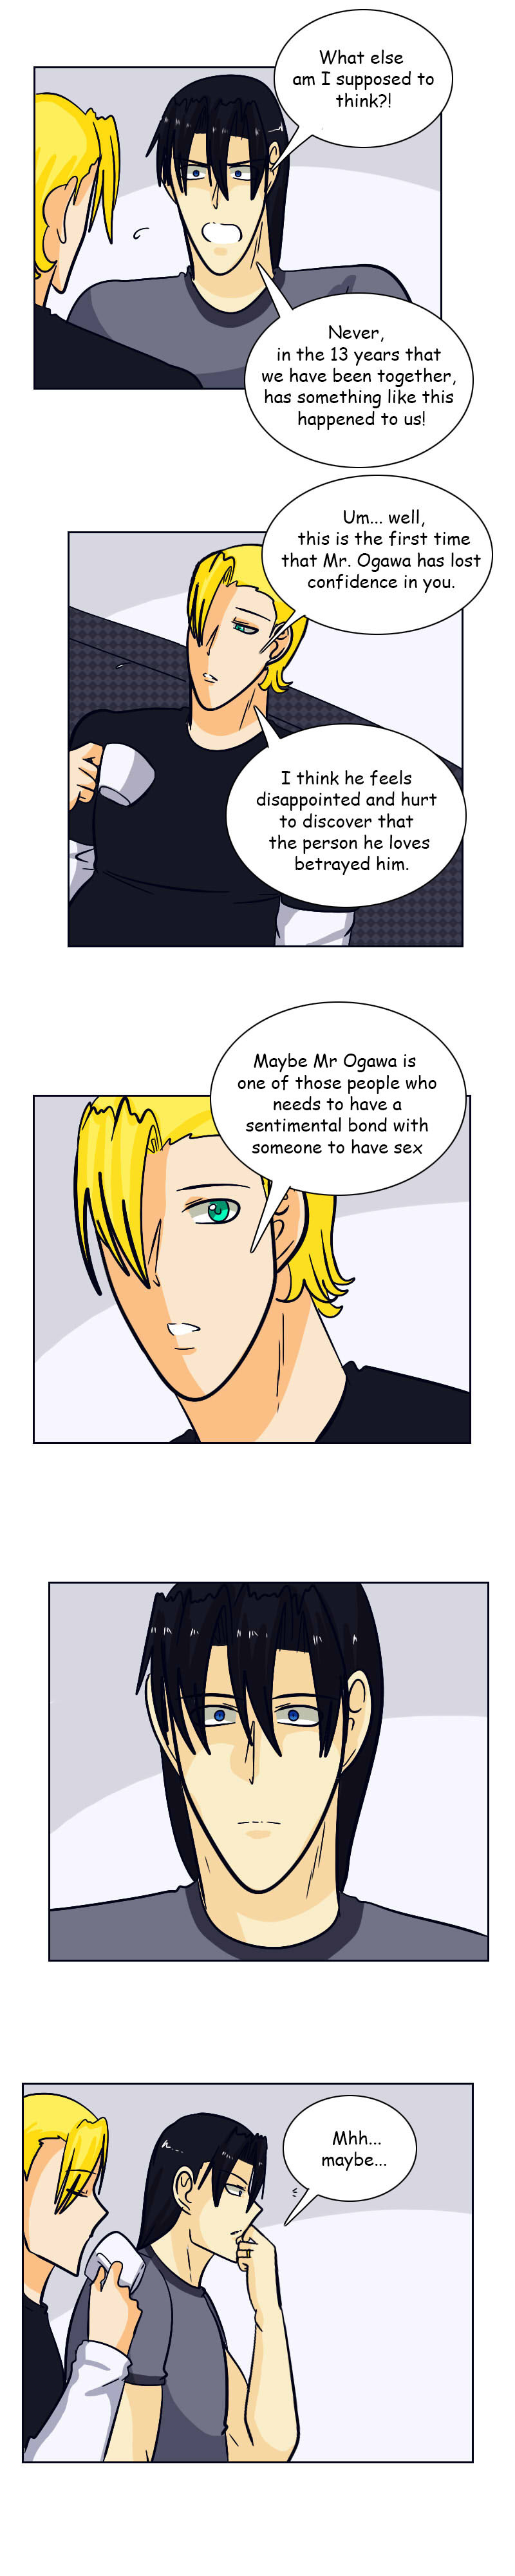 What else
am I supposed to
think?!
Never,
in the 13 years that
we have been together,
has something like this
happened to us!
Um... well,
this is the first time
that Mr. Ogawa has lost
confidence in you.
I think he feels
disappointed and hurt
to discover that
the person he loves
betrayed him.
Maybe Mr Ogawa is
one of those people who
needs to have a
sentimental bond with
someone to have sex
Mhh...
maybe...